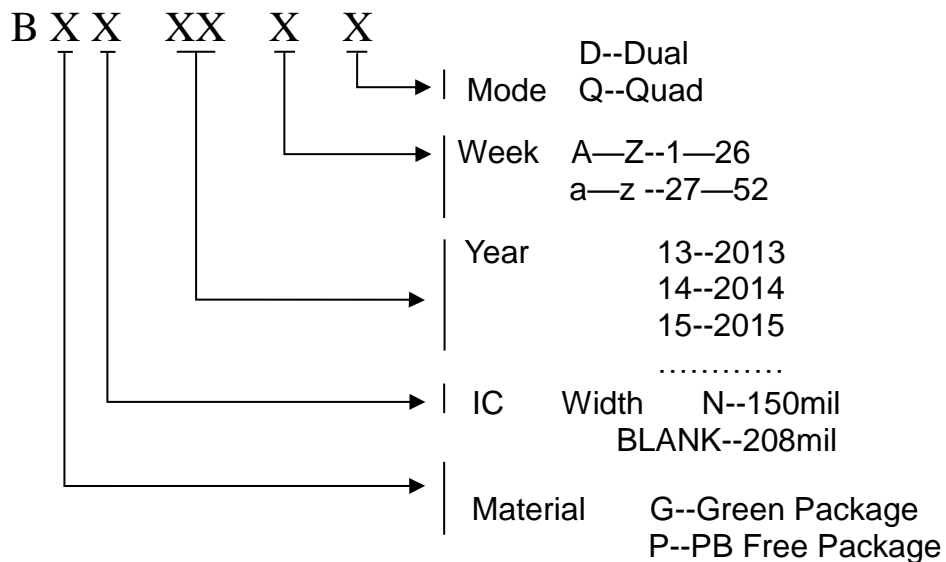 B X X XX X X
D--Dual
Mode Q--Quad
Week A—Z--1—26
a—z --27—52
Year 13--2013
14--2014
15--2015
…………
IC Width N--150mil
BLANK--208mil
Material G--Green Package
P--PB Free Package